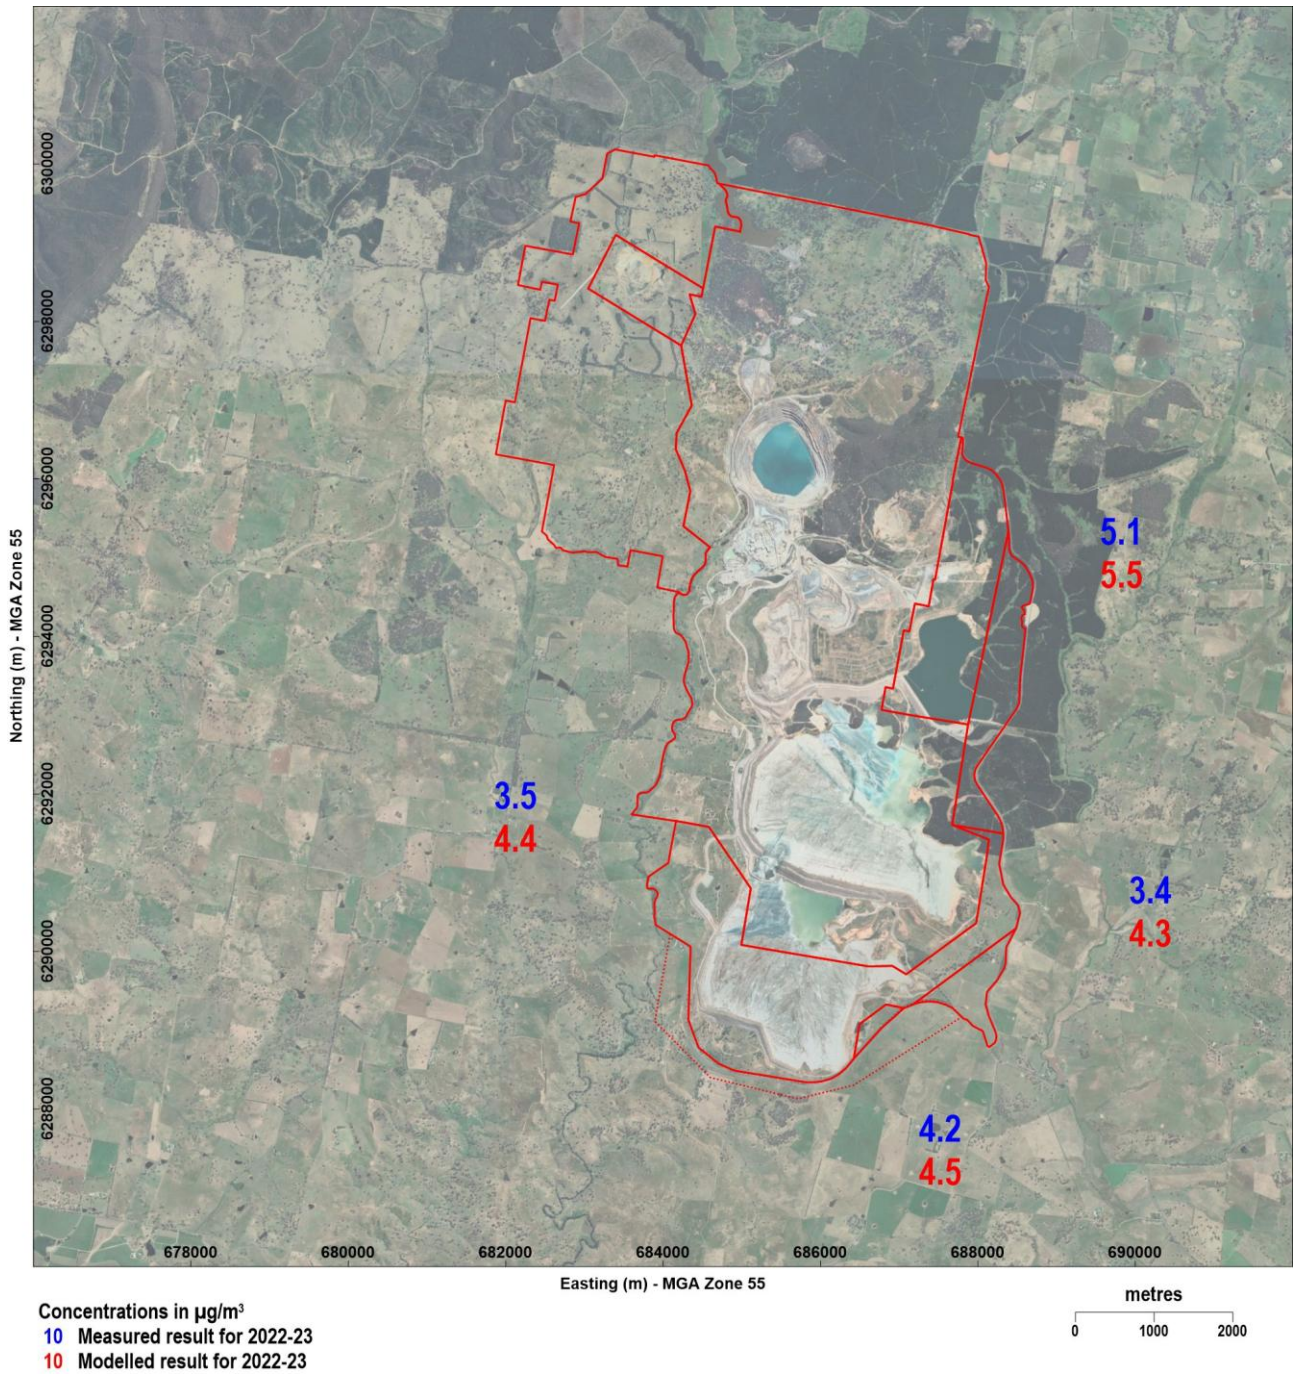 6300000
6298000
6296000
6294000
6292000
6290000
6288000
Northing (m) - MGA Zone 55
5.1
5.5
3.5
4.4
3.4
4.3
4.2
4.5
678000 680000 682000 684000 686000 688000 690000
Easting (m) - MGA Zone 55
metres
0 1000 2000
Concentrations in µg/m³
10 Measured result for 2022-23
10 Modelled result for 2022-23